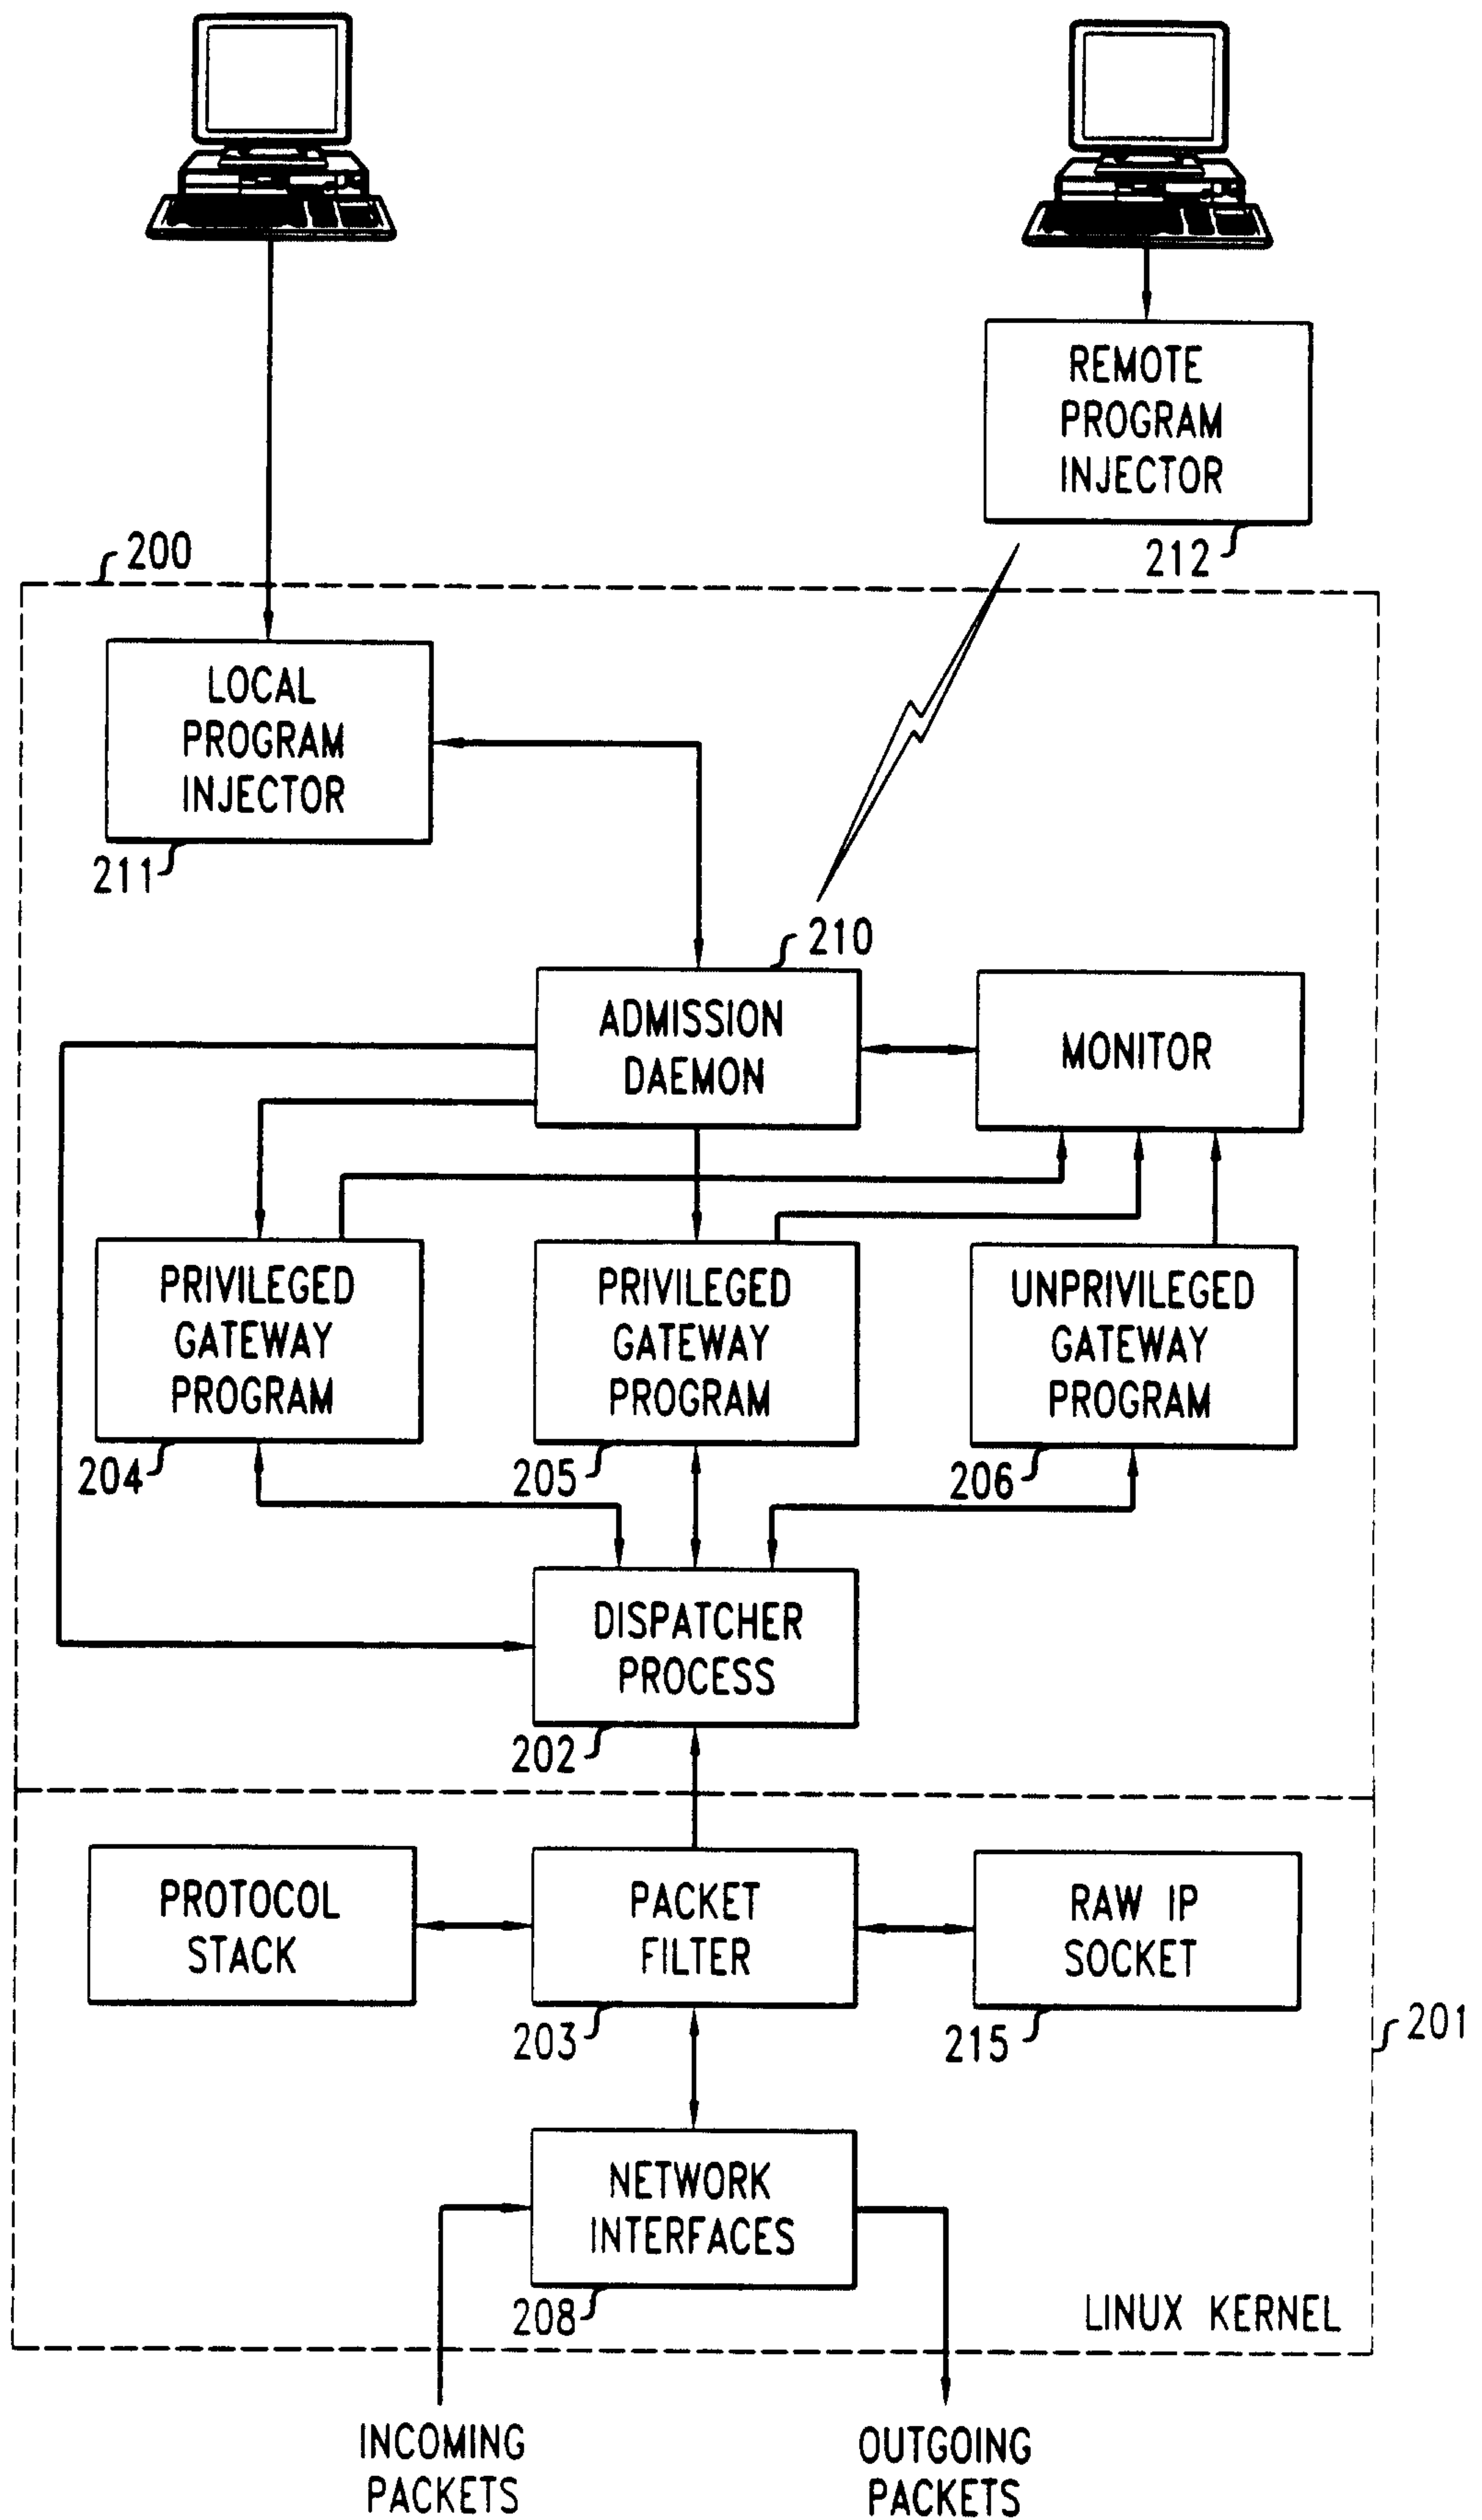 REMOTE
PROGRAM
INJECTOR
212
200
LOCAL
PROGRAM
INJECTOR
211
210
ADMISSION
DAEMON
MONITOR
PRIVILEGED
GATEWAY
PROGRAM
204
PRIVILEGED
GATEWAY
PROGRAM
205
UNPRIVILEGED
GATEWAY
PROGRAM
206
DISPATCHER
PROCESS
202
PROTOCOL
STACK
PACKET
FILTER
203
RAW IP
SOCKET
215
201
NETWORK
INTERFACES
208
LINUX KERNEL
INCOMING
PACKETS
OUTGOING
PACKETS